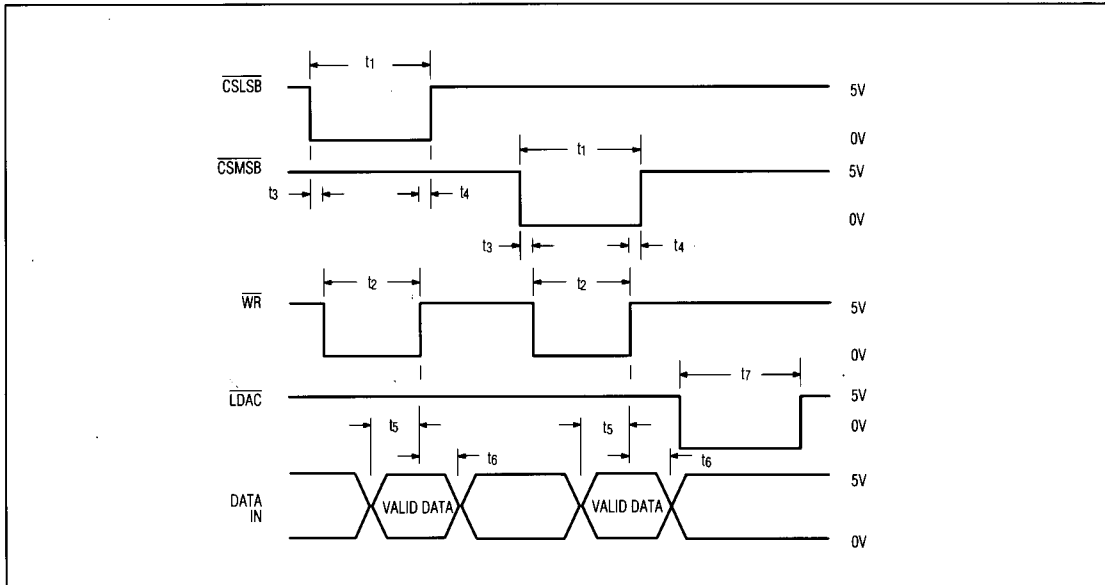 t1
CSLSB
5V
0V
t1
CSMSB
5V
t3
t4
0V
t3
t4
t2
t2
WR
5V
0V
t7
LDAC
5V
0V
t5
t5
t6
t6
5V
DATA
IN
VALID DATA
VALID DATA
0V